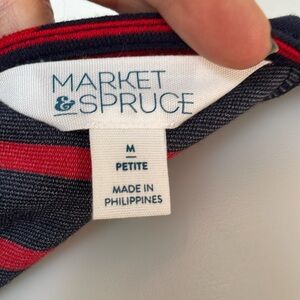 MARKET
&SPRUCE
M
PETITE
MADE IN
PHILIPPINES